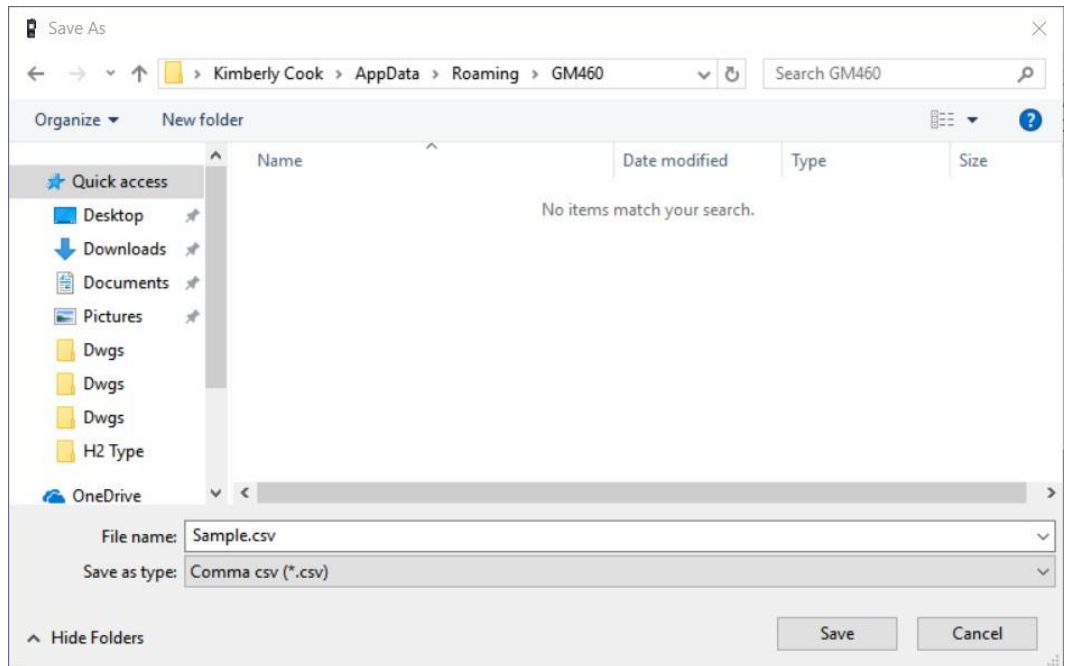 Save As
Kimberly Cook > AppData > Roaming > GM460
Search GM460
Organize
New folder
Name
Date modified
Type
Size
No items match your search.
Quick access
Desktop
Downloads
Documents
Pictures
Dwgs
Dwgs
Dwgs
H2 Type
OneDrive
File name: Sample.csv
Save as type: Comma csv (*.csv)
Hide Folders
Save
Cancel